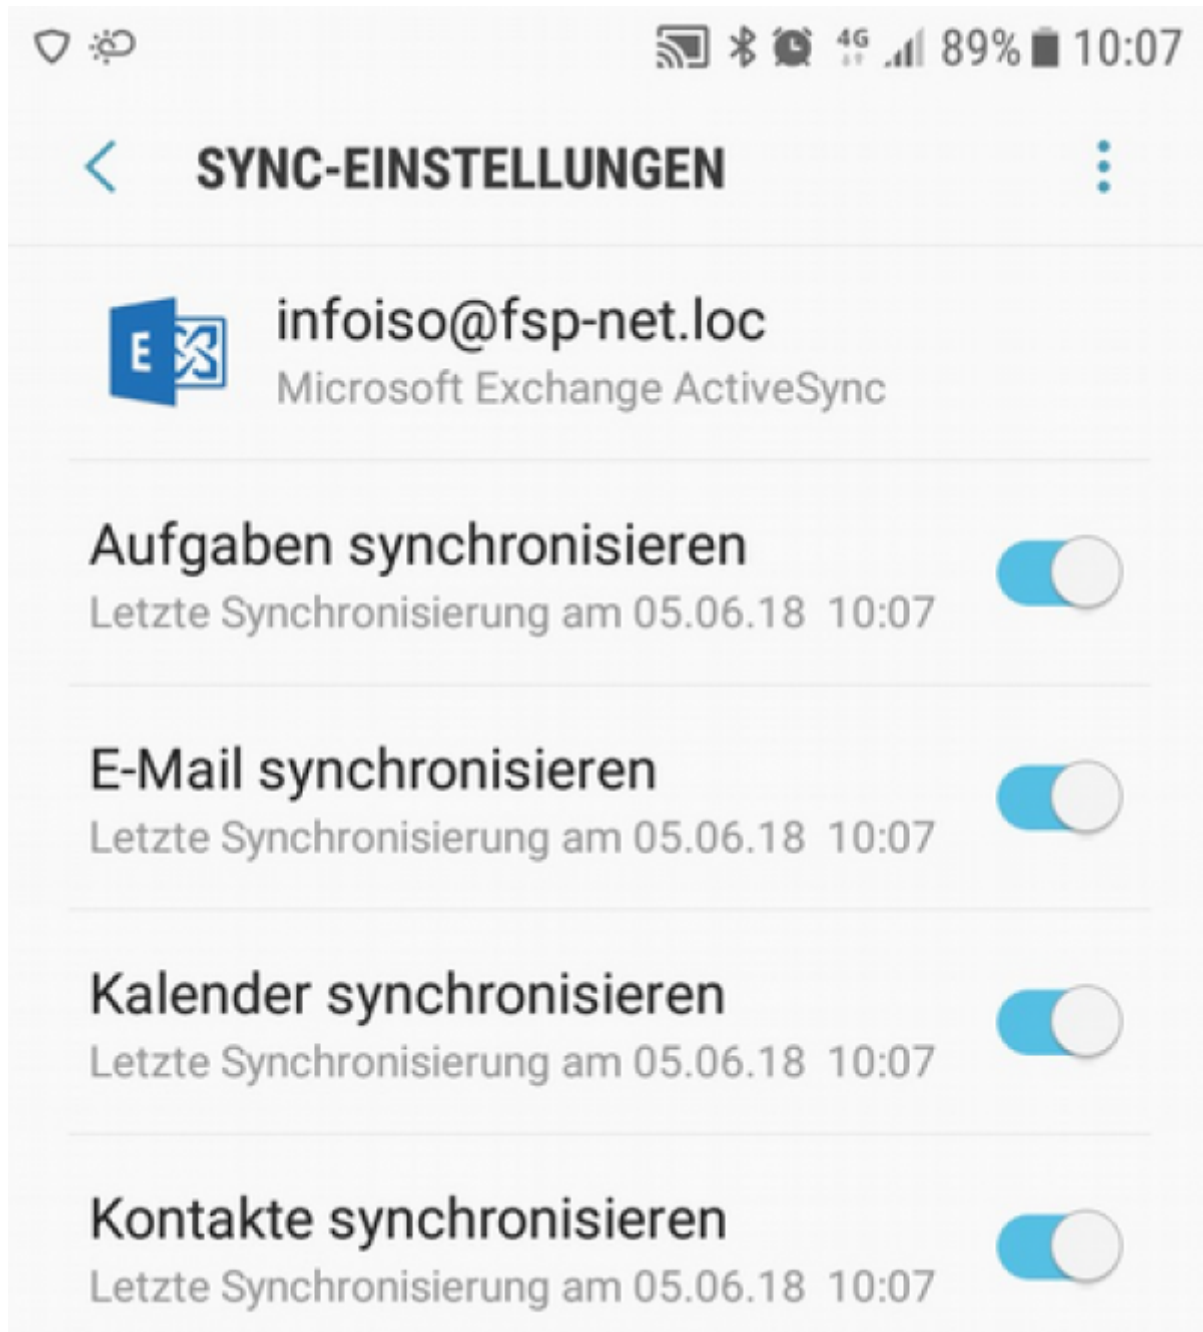 4G 89% 10:07
SYNC-EINSTELLUNGEN
E
infoiso@fsp-net.loc
Microsoft Exchange ActiveSync
Aufgaben synchronisieren
Letzte Synchronisierung am 05.06.18 10:07
E-Mail synchronisieren
Letzte Synchronisierung am 05.06.18 10:07
Kalender synchronisieren
Letzte Synchronisierung am 05.06.18 10:07
Kontakte synchronisieren
Letzte Synchronisierung am 05.06.18 10:07